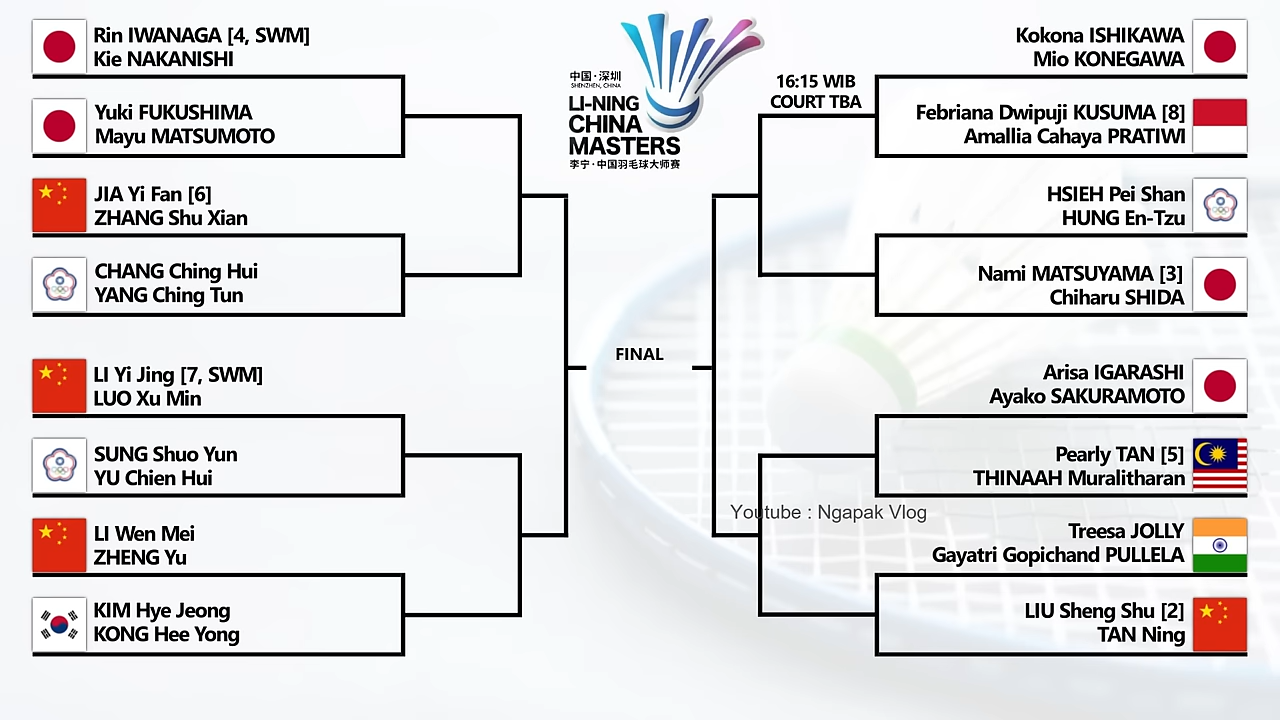 Rin IWANAGA [4, SWM]
Kie NAKANISHI
Yuki FUKUSHIMA
Mayu MATSUMOTO
JIA Yi Fan [6]
ZHANG Shu Xian
CHANG Ching Hui
YANG Ching Tun
LI Yi Jing [7, SWM]
LUO Xu Min
SUNG Shuo Yun
YU Chien Hui
LI Wen Mei
ZHENG Yu
KIM Hye Jeong
KONG Hee Yong
中国·深圳
SHENZHEN, CHINA
LI-NING
CHINA
MASTERS
李宁·中国羽毛球大师赛
FINAL
16:15 WIB
COURT TBA
Kokona ISHIKAWA
Mio KONEGAWA
Febriana Dwipuji KUSUMA [8]
Amallia Cahaya PRATIWI
HSIEH Pei Shan
HUNG En-Tzu
Nami MATSUYAMA [3]
Chiharu SHIDA
Arisa IGARASHI
Ayako SAKURAMOTO
Pearly TAN [5]
THINAAH Muralitharan
Youtube : Ngapak Vlog
Treesa JOLLY
Gayatri Gopichand PULLELA
LIU Sheng Shu [2]
TAN Ning